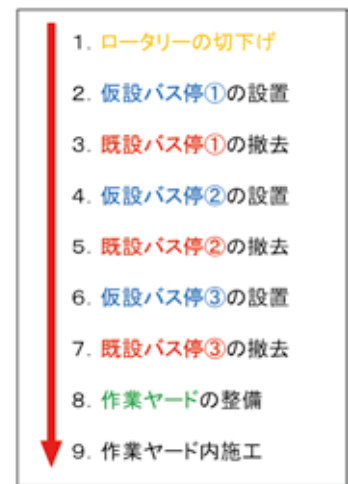 1. ロータリーの切下げ
2. 仮設バス停①の設置
3. 既設バス停①の撤去
4. 仮設バス停②の設置
5. 既設バス停②の撤去
6. 仮設バス停③の設置
7. 既設バス停③の撤去
8. 作業ヤードの整備
9. 作業ヤード内施工